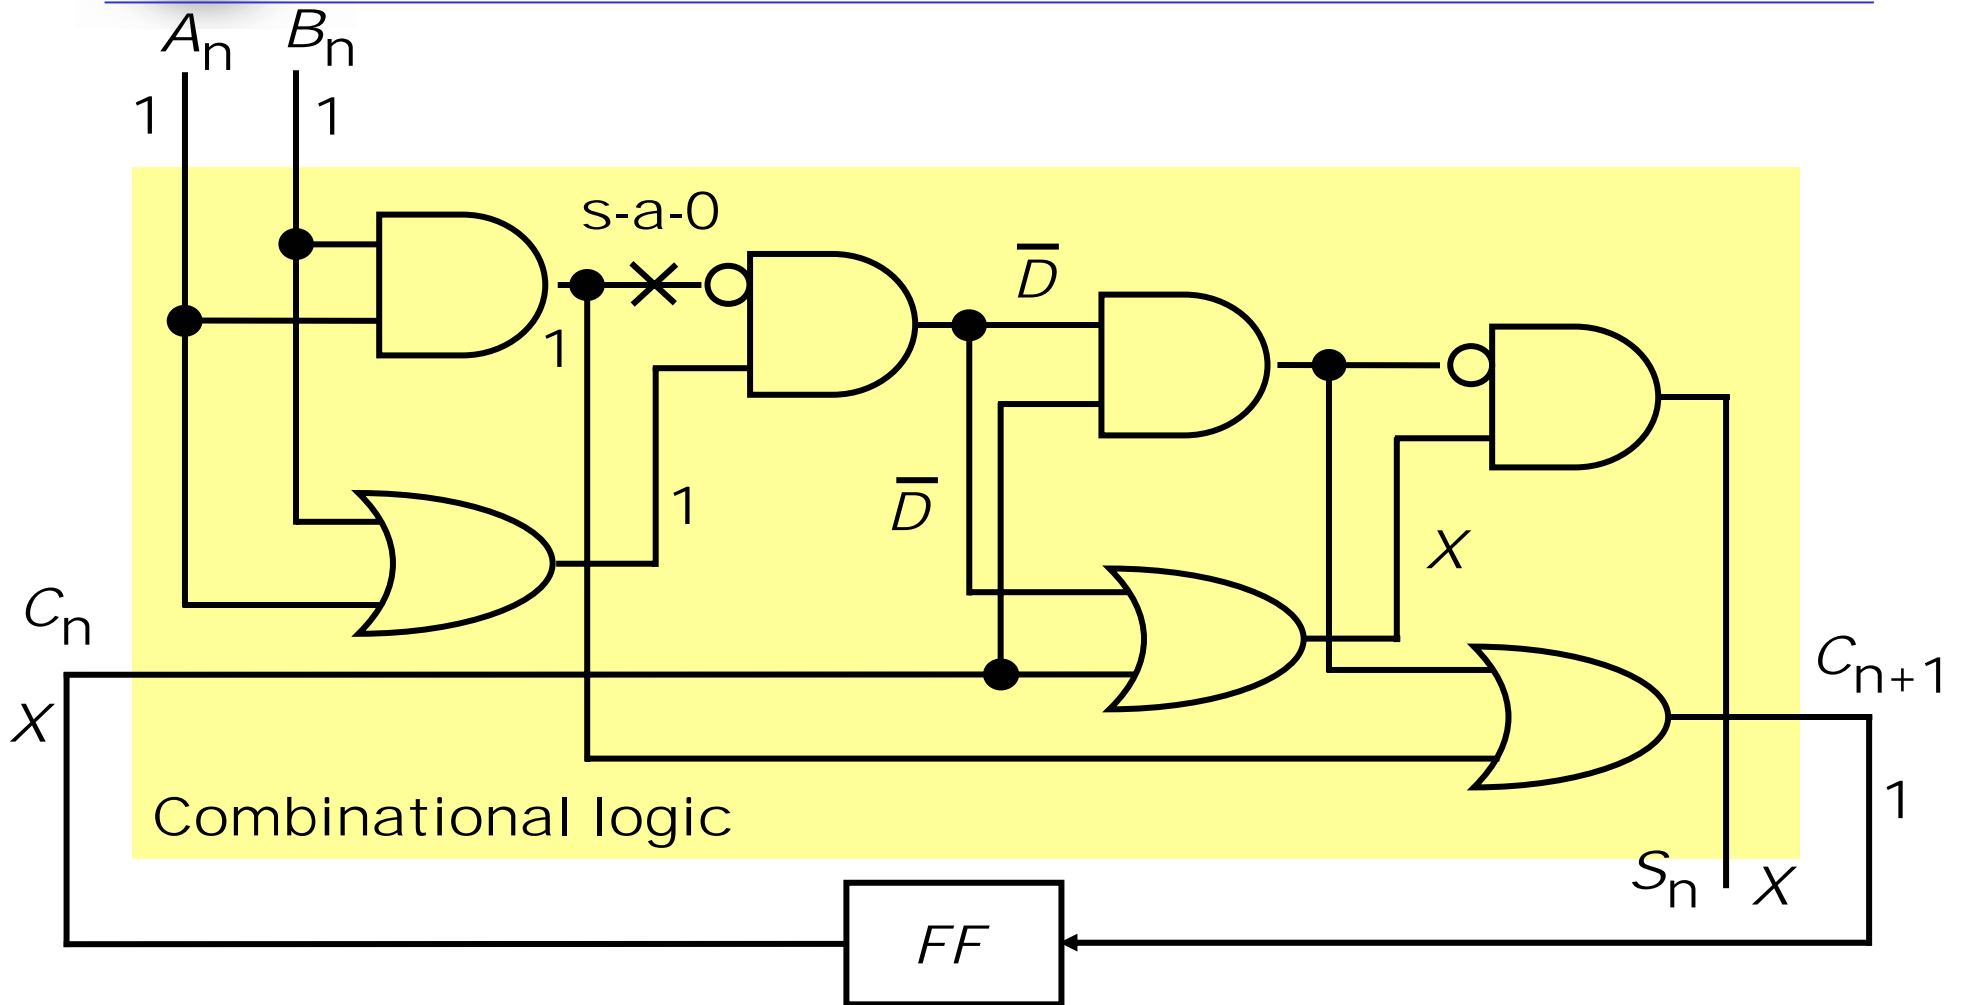 An Bn
1 1
s-a-0
D̅
1
1
D̅
X
Cn
Cn+1
X
1
Combinational logic
Sn X
FF